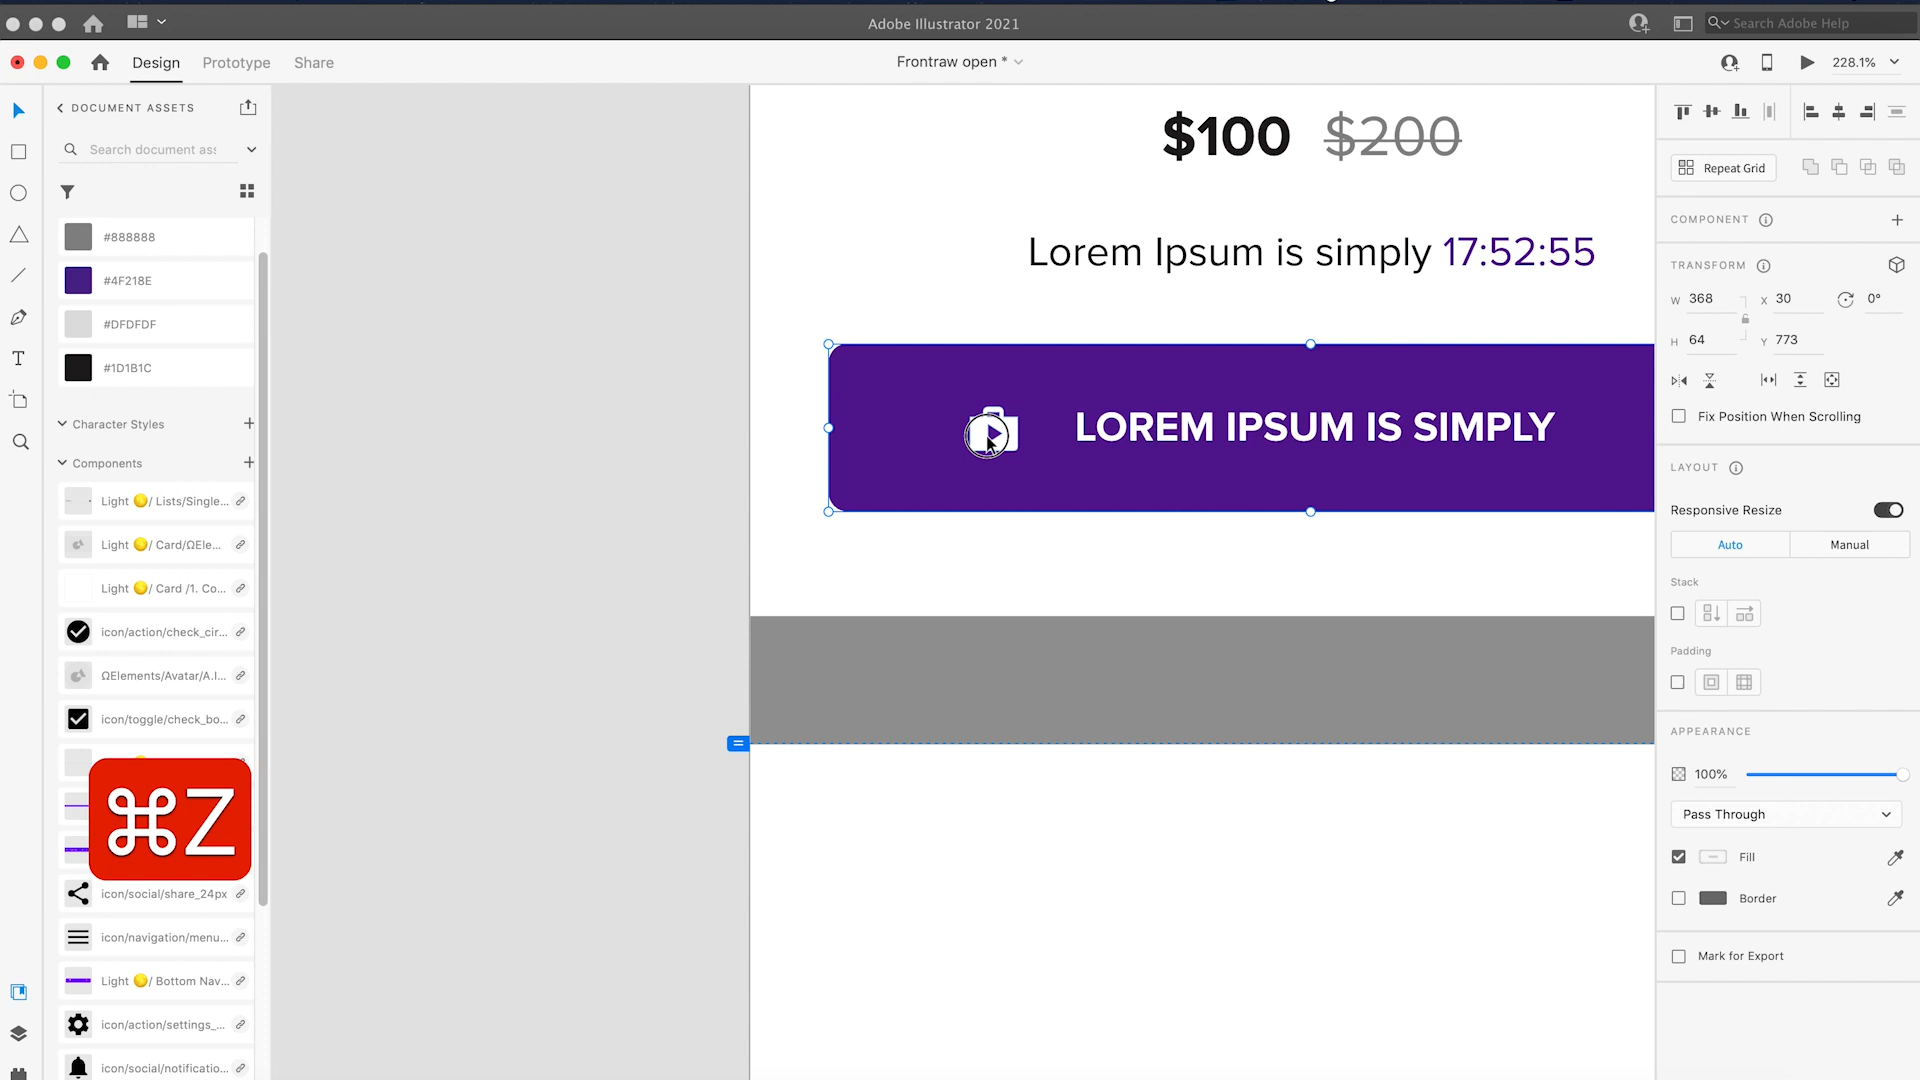 Adobe Illustrator 2021
Search Adobe Help
Design
Prototype
Share
Frontraw open *
228.1%
DOCUMENT ASSETS
Search document ass
#888888
#4F218E
#DFDFDF
#1D1B1C
Character Styles
Components
Light / Lists/Single...
Light / Card/ΩEle...
Light / Card /1. Co...
icon/action/check_cir...
ΩElements/Avatar/A.I...
icon/toggle/check_bo...
⌘Z
icon/social/share_24px
icon/navigation/menu...
Light / Bottom Nav...
icon/action/settings_...
icon/social/notificatio...
$100 $200
Lorem Ipsum is simply 17:52:55
LOREM IPSUM IS SIMPLY
Repeat Grid
COMPONENT
TRANSFORM
W 368 X 30 0°
H 64 Y 773
Fix Position When Scrolling
LAYOUT
Responsive Resize
Auto Manual
Stack
Padding
APPEARANCE
100%
Pass Through
Fill
Border
Mark for Export